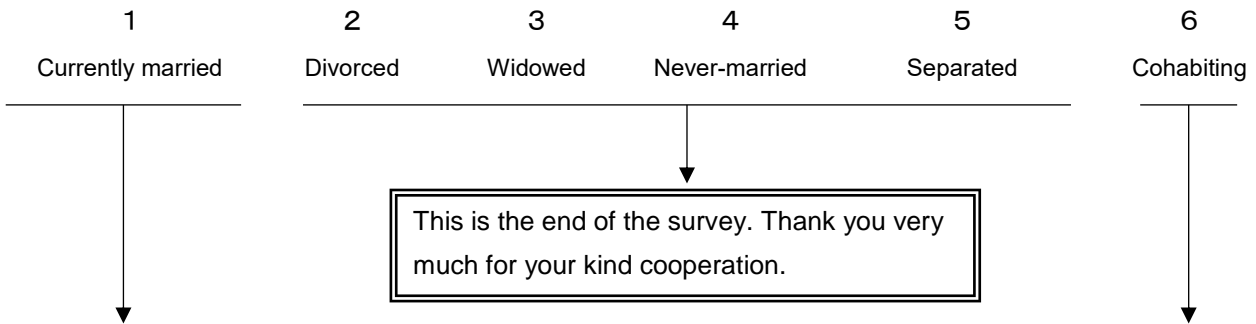 1 2 3 4 5 6
Currently married Divorced Widowed Never-married Separated Cohabiting
This is the end of the survey. Thank you very
much for your kind cooperation.